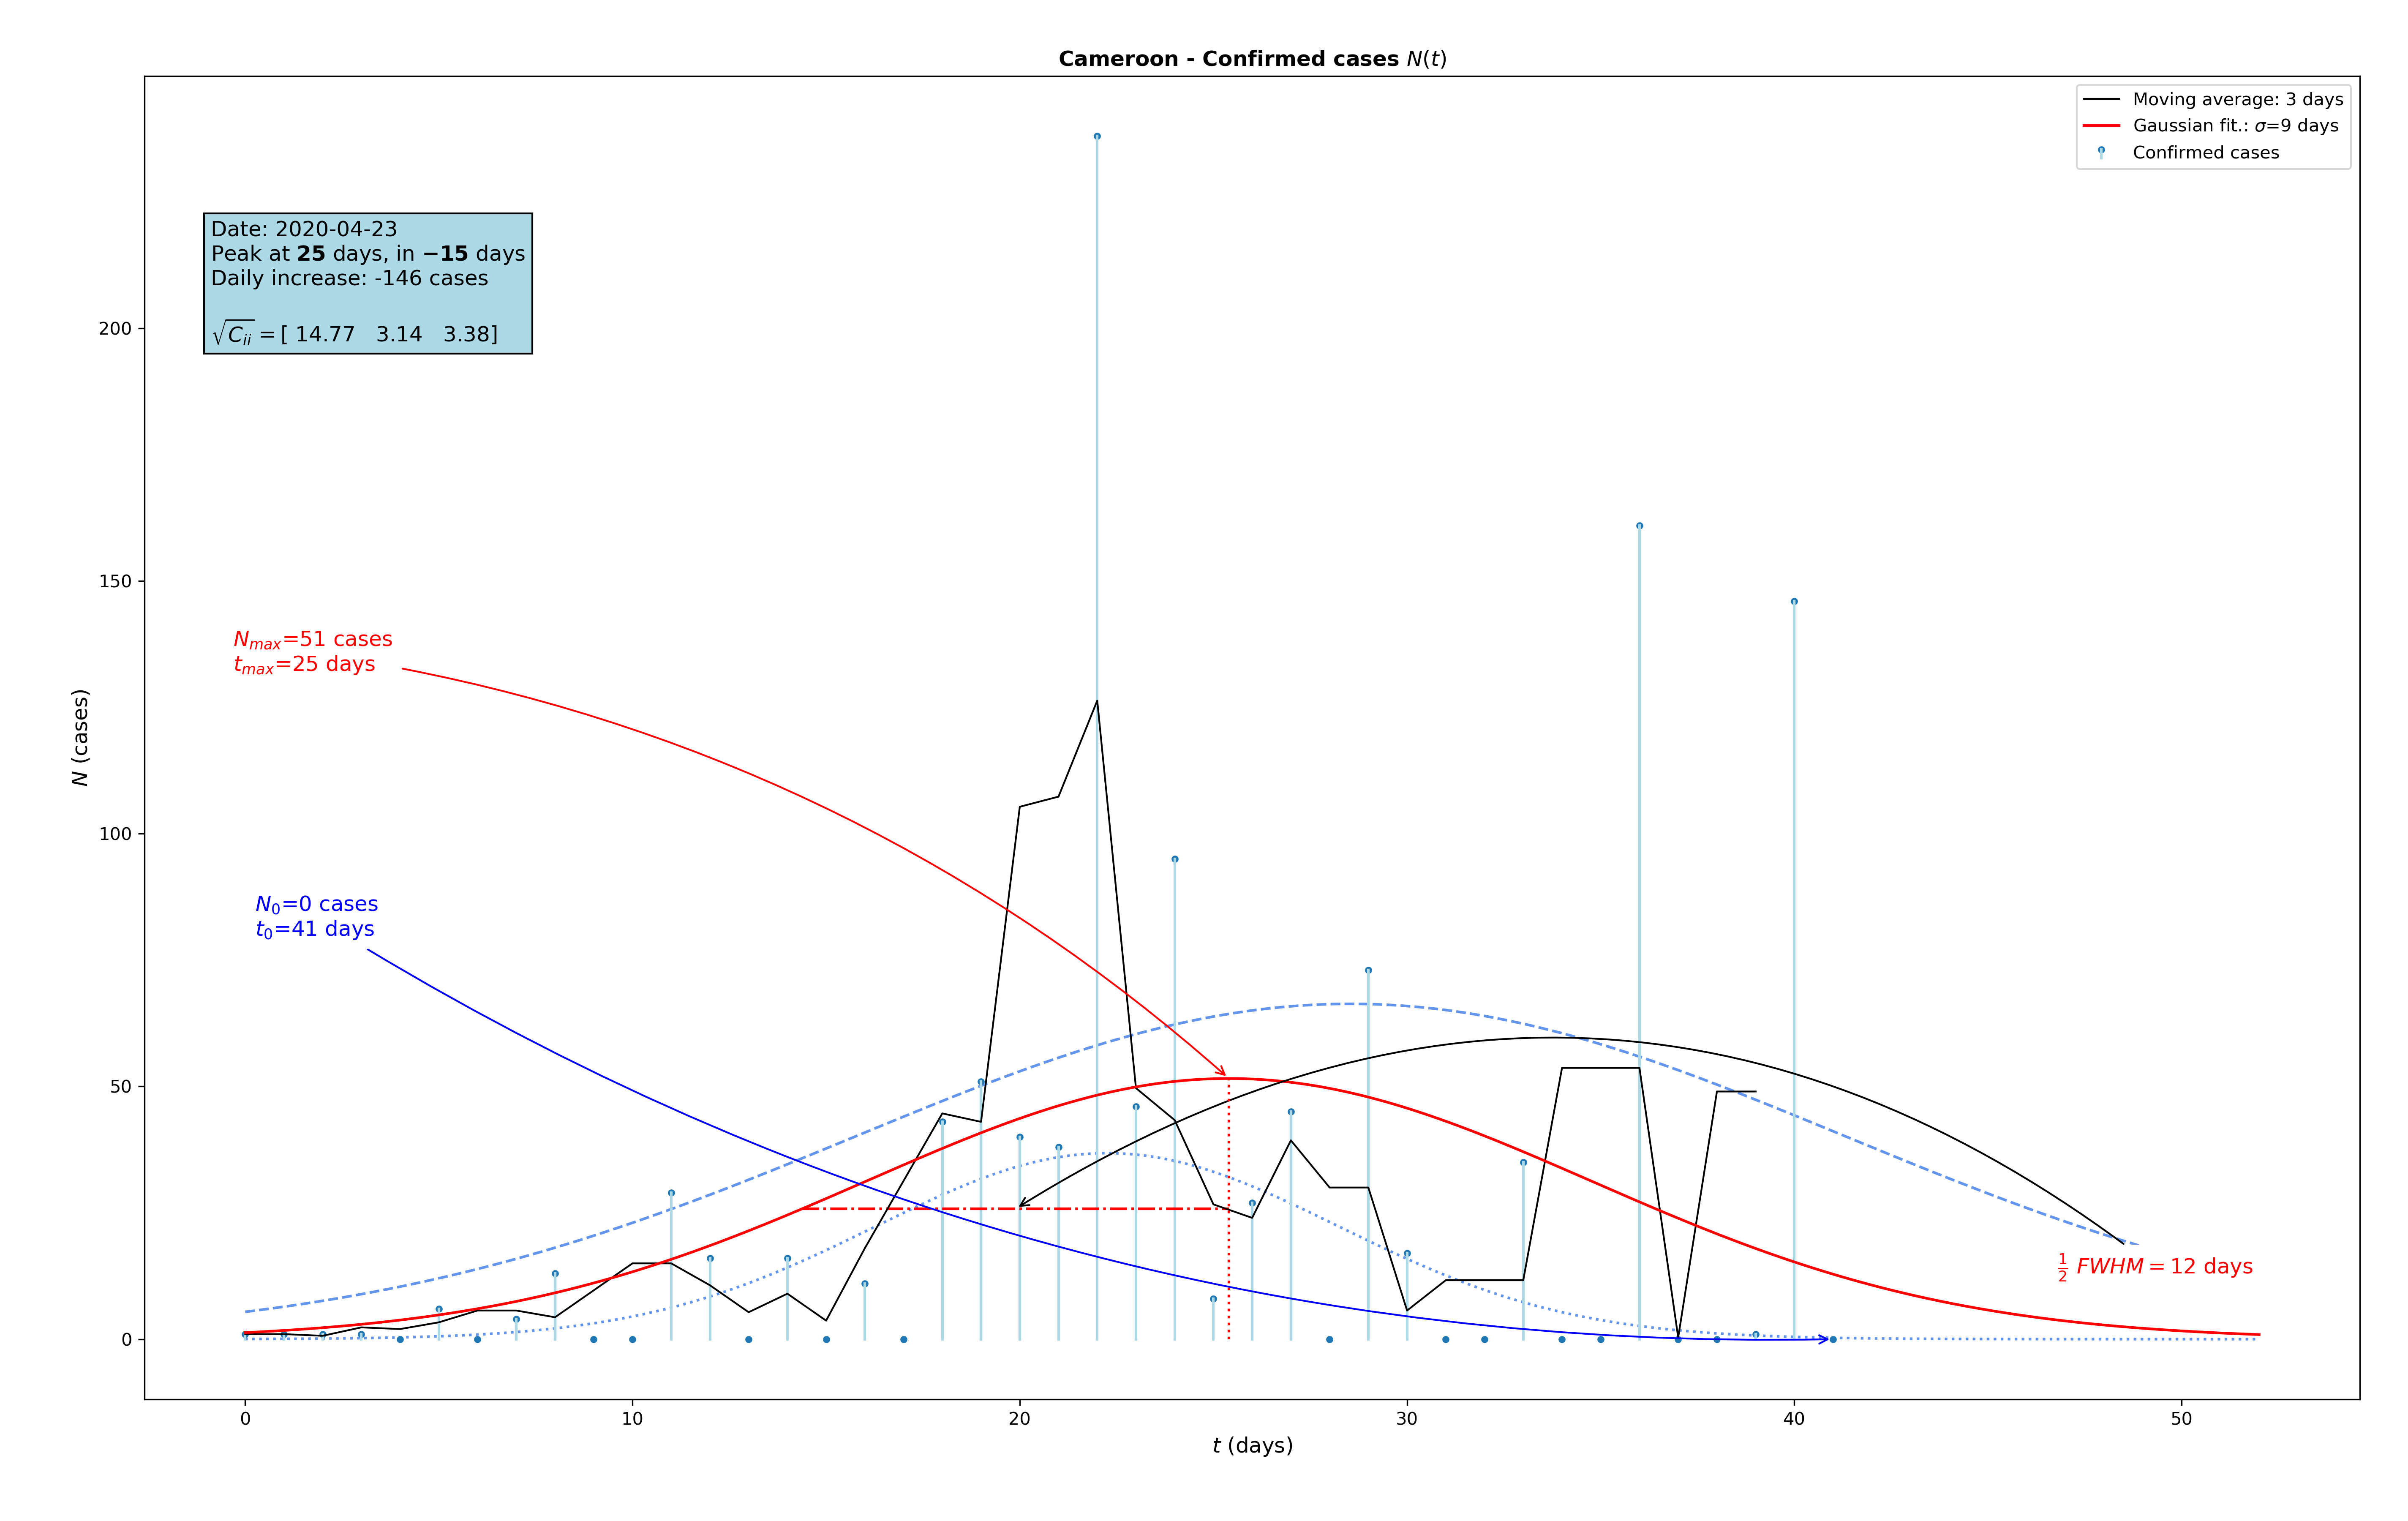 Cameroon - Confirmed cases N(t)
Moving average: 3 days
Gaussian fit.: σ=9 days
Confirmed cases
Date: 2020-04-23
Peak at 25 days, in −15 days
Daily increase: -146 cases
√C_ii = [ 14.77 3.14 3.38]
N_max=51 cases
t_max=25 days
N_0=0 cases
t_0=41 days
½ FWHM = 12 days
N (cases)
200
150
100
50
0
0 10 20 30 40 50
t (days)